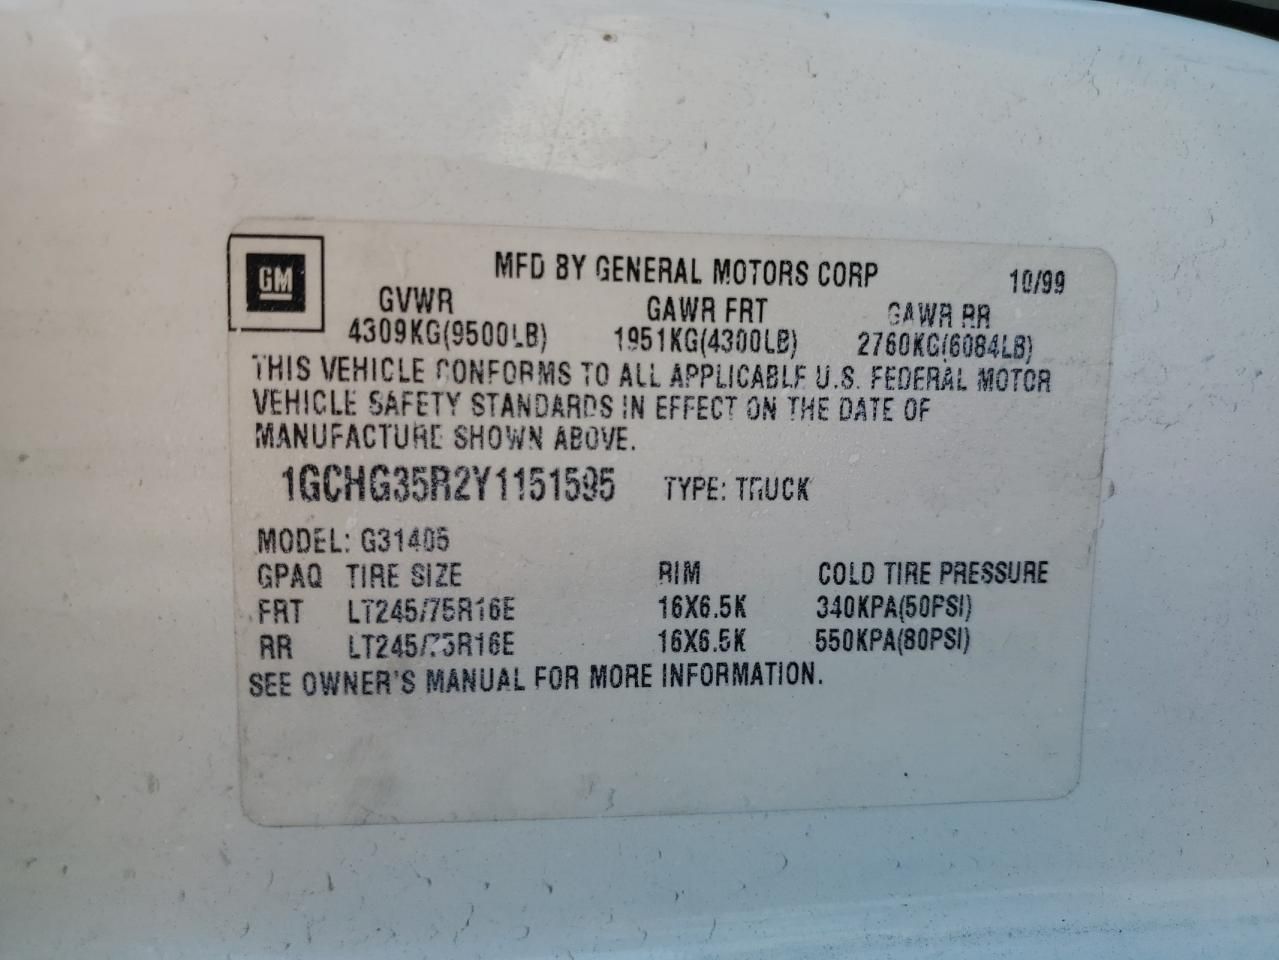 GM
MFD BY GENERAL MOTORS CORP 10/99
GVWR GAWR FRT GAWR RR
4309KG(9500LB) 1951KG(4300LB) 2760KG(6084LB)
THIS VEHICLE CONFORMS TO ALL APPLICABLE U.S. FEDERAL MOTOR
VEHICLE SAFETY STANDARDS IN EFFECT ON THE DATE OF
MANUFACTURE SHOWN ABOVE.
1GCHG35R2Y1151595 TYPE: TRUCK
MODEL: G31405
GPAQ TIRE SIZE RIM COLD TIRE PRESSURE
FRT LT245/75R16E 16X6.5K 340KPA(50PSI)
RR LT245/75R16E 16X6.5K 550KPA(80PSI)
SEE OWNER'S MANUAL FOR MORE INFORMATION.